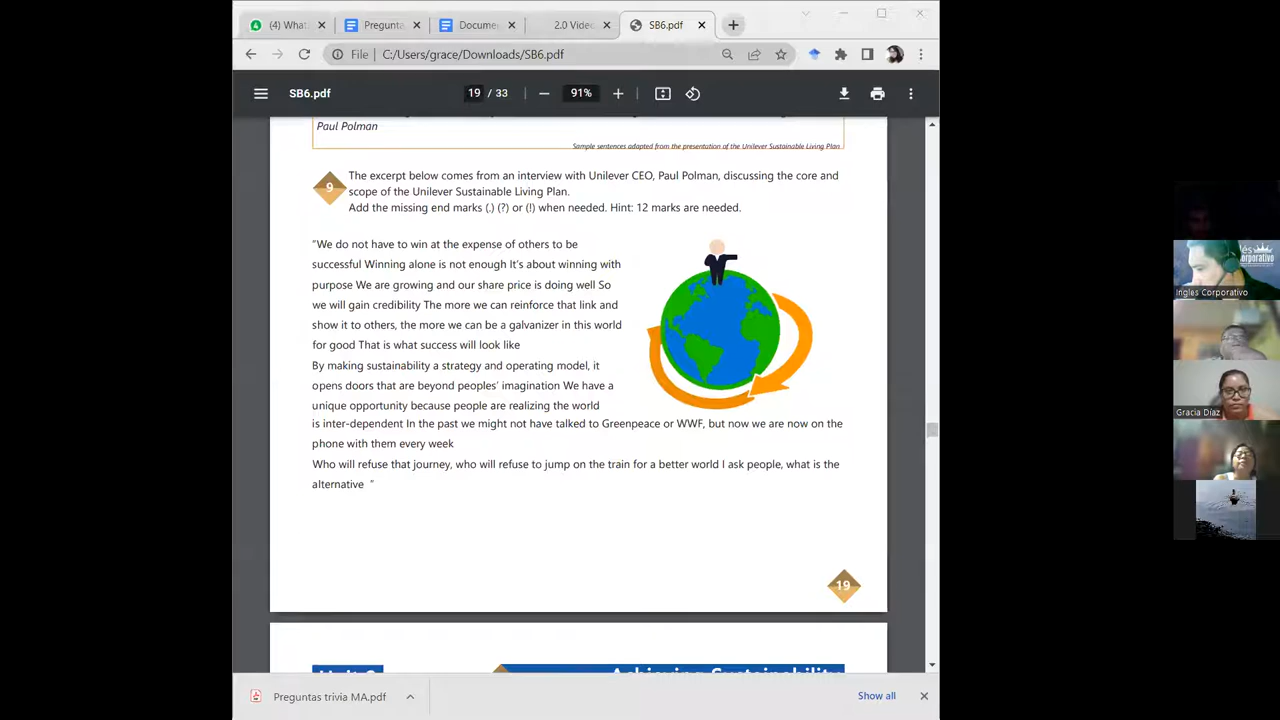 (4) What:
Pregunta
Docume
2.0 Video
SB6.pdf
File
C:/Users/grace/Downloads/SB6.pdf
SB6.pdf
19 / 33
91%
Paul Polman
Sample sentences adapted from the presentation of the Unilever Sustainable Living Plan
9
The excerpt below comes from an interview with Unilever CEO, Paul Polman, discussing the core and
scope of the Unilever Sustainable Living Plan.
Add the missing end marks (.) (?) or (!) when needed. Hint: 12 marks are needed.
"We do not have to win at the expense of others to be
successful Winning alone is not enough It's about winning with
purpose We are growing and our share price is doing well So
we will gain credibility The more we can enforce that link and
show it to others, the more we can be a galvanizer in this world
for good That is what success will look like
By making sustainability a strategy and operating model, it
opens doors that are beyond peoples' imagination We have a
unique opportunity because people are realizing the world
is inter-dependent In the past we might not have talked to Greenpeace or WWF, but now we are now on the
phone with them every week
Who will refuse that journey, who will refuse to jump on the train for a better world I ask people, what is the
alternative "
19
Achieving Sustainability
Preguntas trivia MA.pdf
Show all
Ingles Corporativo
Gracia Díaz